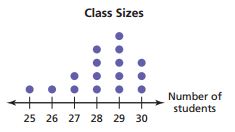 Class Sizes
25 26 27 28 29 30
Number of
students